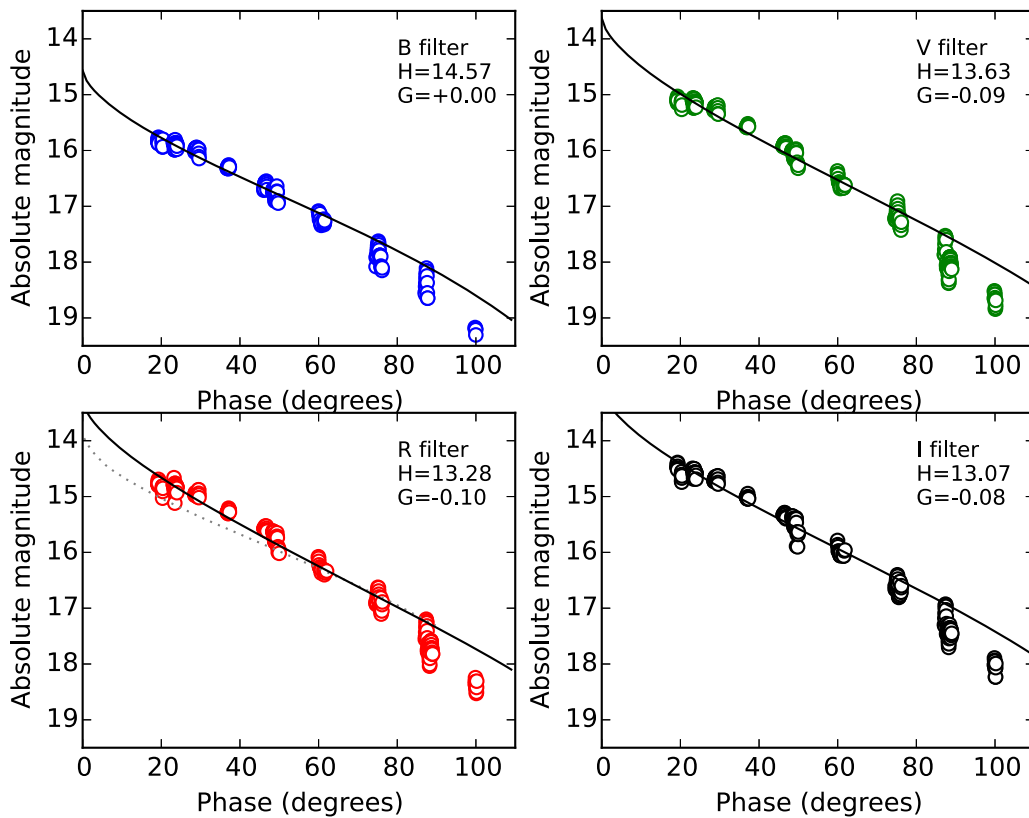 B filter
H=14.57
G=+0.00
14
15
16
17
18
19
Absolute magnitude
0 20 40 60 80 100
Phase (degrees)
V filter
H=13.63
G=-0.09
14
15
16
17
18
19
Absolute magnitude
0 20 40 60 80 100
Phase (degrees)
R filter
H=13.28
G=-0.10
14
15
16
17
18
19
Absolute magnitude
0 20 40 60 80 100
Phase (degrees)
I filter
H=13.07
G=-0.08
14
15
16
17
18
19
Absolute magnitude
0 20 40 60 80 100
Phase (degrees)